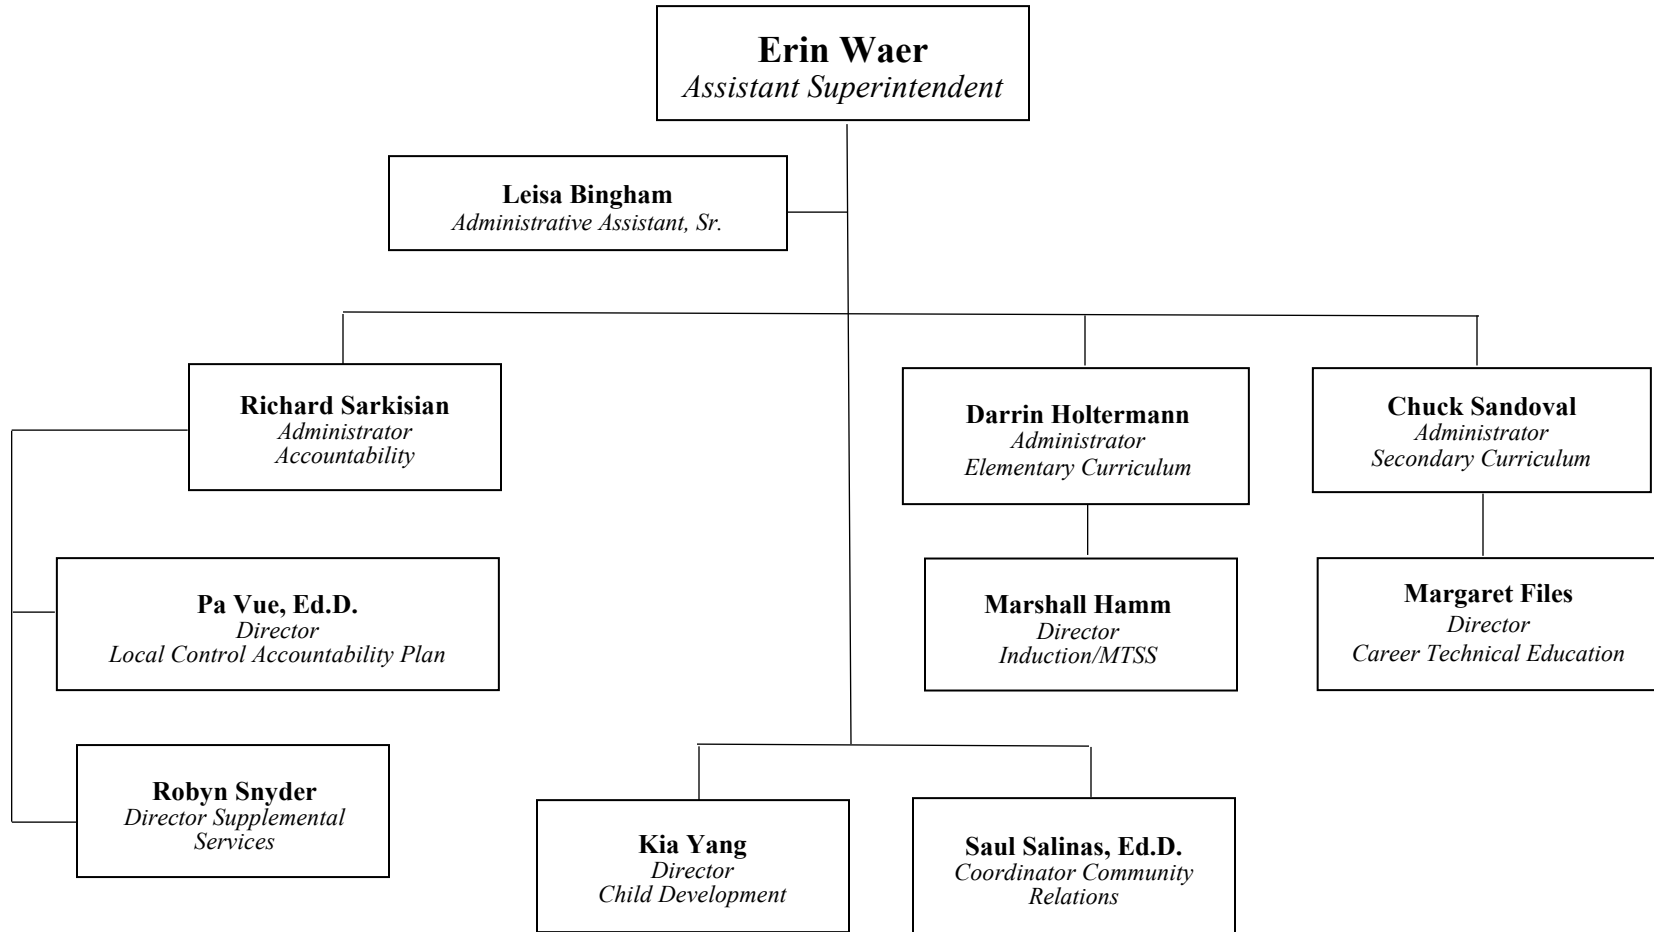 Erin Waer
Assistant Superintendent
Leisa Bingham
Administrative Assistant, Sr.
Richard Sarkisian
Administrator
Accountability
Darrin Holtermann
Administrator
Elementary Curriculum
Chuck Sandoval
Administrator
Secondary Curriculum
Pa Vue, Ed.D.
Director
Local Control Accountability Plan
Marshall Hamm
Director
Induction/MTSS
Margaret Files
Director
Career Technical Education
Robyn Snyder
Director Supplemental
Services
Kia Yang
Director
Child Development
Saul Salinas, Ed.D.
Coordinator Community
Relations